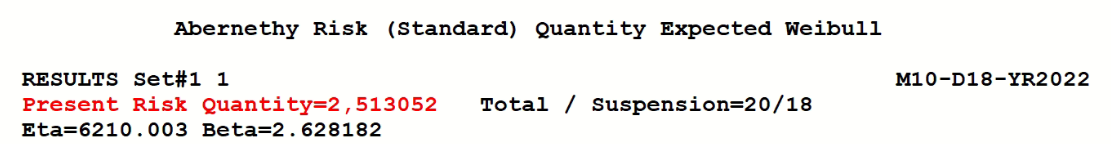 Abernethy Risk (Standard) Quantity Expected Weibull
RESULTS Set#1 1 M10-D18-YR2022
Present Risk Quantity=2,513052 Total / Suspension=20/18
Eta=6210.003 Beta=2.628182